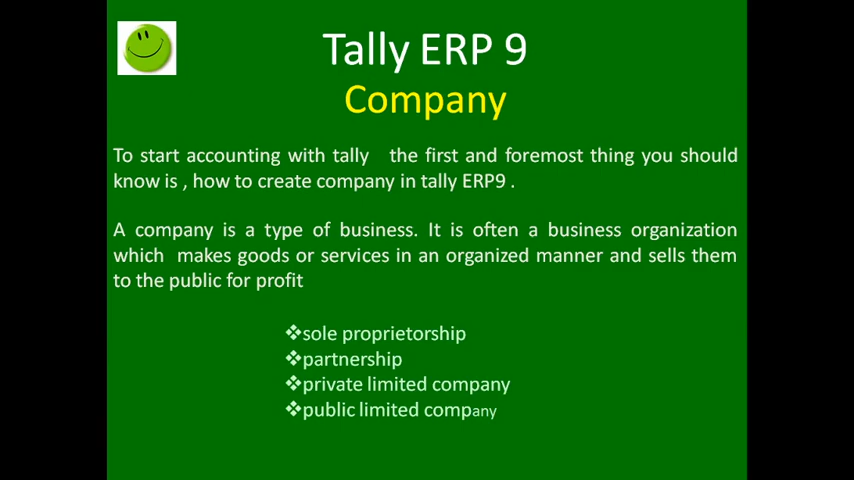 Tally ERP 9
Company
To start accounting with tally the first and foremost thing you should
know is , how to create company in tally ERP9 .
A company is a type of business. It is often a business organization
which makes goods or services in an organized manner and sells them
to the public for profit
❖sole proprietorship
❖partnership
❖private limited company
❖public limited company